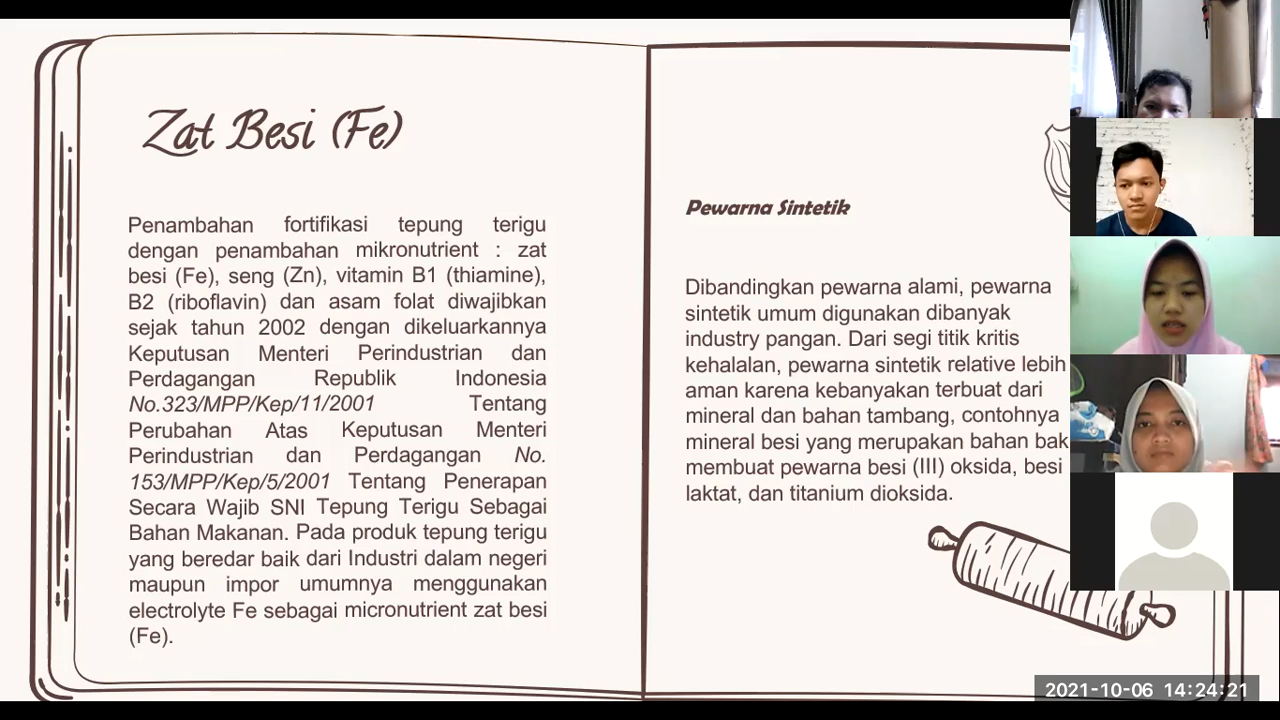 Zat Besi (Fe)
Penambahan fortifikasi tepung terigu
dengan penambahan mikronutrient : zat
besi (Fe), seng (Zn), vitamin B1 (thiamine),
B2 (riboflavin) dan asam folat diwajibkan
sejak tahun 2002 dengan dikeluarkannya
Keputusan Menteri Perindustrian dan
Perdagangan Republik Indonesia
No.323/MPP/Kep/11/2001 Tentang
Perubahan Atas Keputusan Menteri
Perindustrian dan Perdagangan No.
153/MPP/Kep/5/2001 Tentang Penerapan
Secara Wajib SNI Tepung Terigu Sebagai
Bahan Makanan. Pada produk tepung terigu
yang beredar baik dari Industri dalam negeri
maupun impor umumnya menggunakan
electrolyte Fe sebagai micronutrient zat besi
(Fe).
Pewarna Sintetik
Dibandingkan pewarna alami, pewarna
sintetik umum digunakan dibanyak
industry pangan. Dari segi titik kritis
kehalalan, pewarna sintetik relative lebih
aman karena kebanyakan terbuat dari
mineral dan bahan tambang, contohnya
mineral besi yang merupakan bahan bak
membuat pewarna besi (III) oksida, besi
laktat, dan titanium dioksida.
2021-10-06 14:24:21